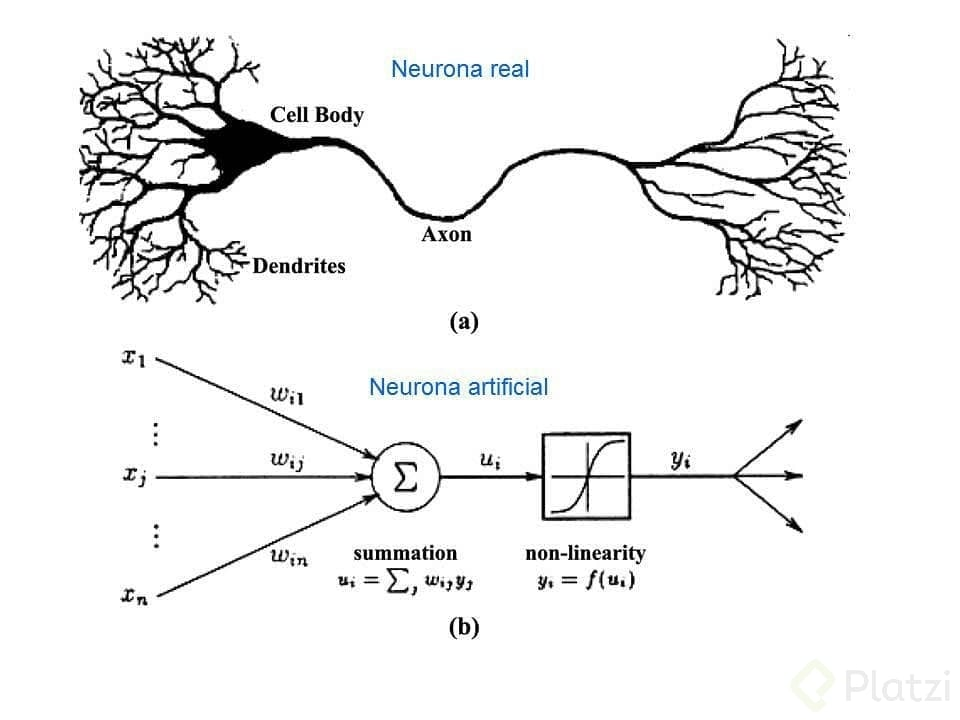 Neurona real
Cell Body
Axon
Dendrites
(a)
x1
wi1
Neurona artificial
⋮
xj
wij
Σ
ui
yi
⋮
xn
win
summation
ui = Σj wij yj
non-linearity
yi = f(ui)
(b)
Platzi